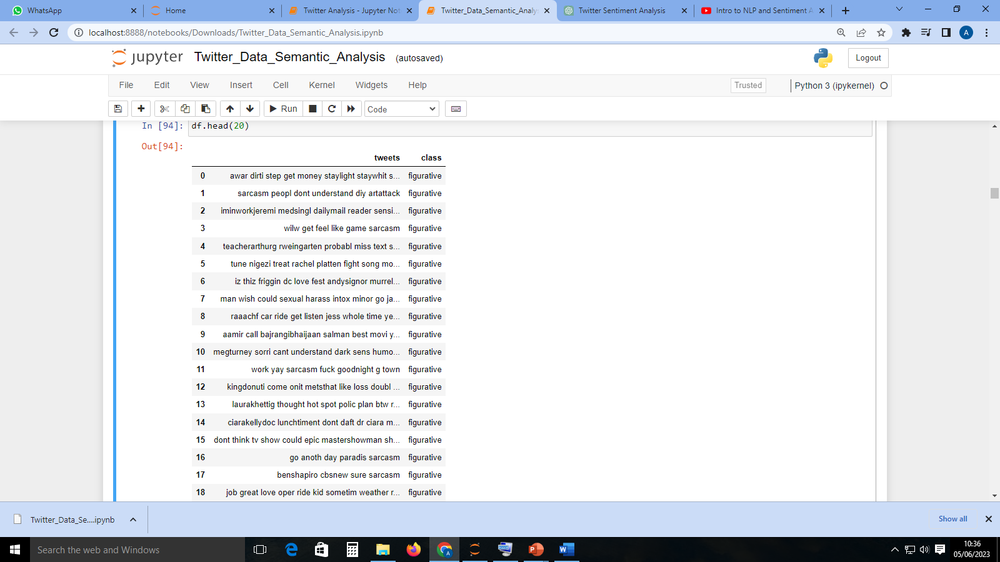 WhatsApp
Home
Twitter Analysis - Jupyter Not
Twitter_Data_Semantic_Analy
Twitter Sentiment Analysis
Intro to NLP and Sentiment A
localhost:8888/notebooks/Downloads/Twitter_Data_Semantic_Analysis.ipynb
A
jupyter Twitter_Data_Semantic_Analysis (autosaved)
Logout
File Edit View Insert Cell Kernel Widgets Help
Trusted
Python 3 (ipykernel)
Run
Code
In [94]: df.head(20)
Out[94]:
tweets class
0 awar dirti step get money staylight staywhit s... figurative
1 sarcasm peopl dont understand diy artattack figurative
2 iminworkjeremi medsingl dailymail reader sensi... figurative
3 wilw get feel like game sarcasm figurative
4 teacherarthurg rweingarten probabl miss text s... figurative
5 tune nigezi treat rachel platten fight song mo... figurative
6 iz thiz friggin dc love fest andysignor murrel... figurative
7 man wish could sexual harass intox minor go ja... figurative
8 raaachf car ride get listen jess whole time ye... figurative
9 aamir call bajrangibhaijaan salman best movi y... figurative
10 megturney sorri cant understand dark sens humo... figurative
11 work yay sarcasm fuck goodnight g town figurative
12 kingdonuti come onit metsthat like loss doubl ... figurative
13 laurakhettig thought hot spot polic plan btw r... figurative
14 ciarakellydoc lunchtiment dont daft dr ciara m... figurative
15 dont think tv show could epic mastershowman sh... figurative
16 go anoth day paradis sarcasm figurative
17 benshapiro cbsnew sure sarcasm figurative
18 job great love oper ride kid sometim weather r... figurative
Twitter_Data_Se....ipynb
Show all
Search the web and Windows
10:36
05/06/2023